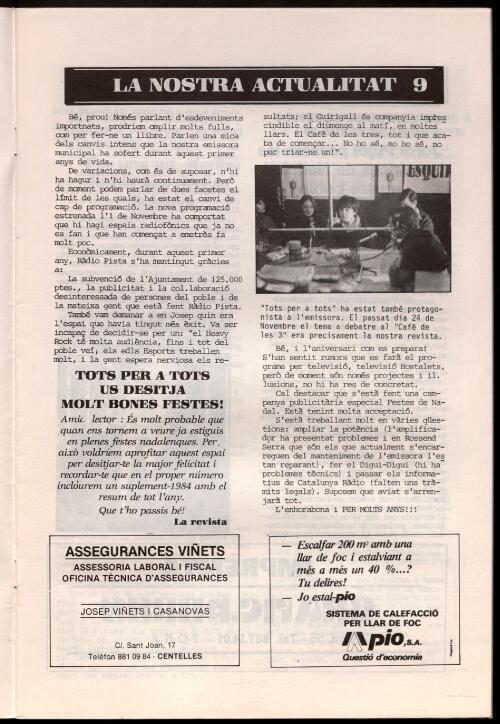 LA NOSTRA ACTUALITAT 9
Bé, prou! Només parlant d'esdeveniments
importnats, prodriem omplir molts fulls,
com per fer-ne un llibre. Parlen una mica
dels canvis intens que la nostra emissora
municipal ha sofert durant aquest primer
anys de vida.
De variacions, com és de suposar, n'hi
ha hagur i n'hi haurà continuament. Però
de moment podem parlar de dues facetes el
límit de les quals, ha estat el canvi de
cap de programació. La nova programació
estrenada l'1 de Novembre ha comportat
que hi hagi espais radiofònics que ja no
es fan i que han començat a emetrés fa
molt poc.
Econòmicament, durant aquest primer
any, Ràdio Pista s'ha mantingut gràcies
a:
La subvenció de l'Ajuntament de 125.000
ptes., la publicitat i la col.laboració
desinteressada de persones del poble i de
la mateixa gent que està fent Ràdio Pista.
També vam demanar a en Josep quin era
l'espai que havia tingut més èxit. Va ser
incapaç de decidir-se per un: "el Heavy
Rock té molta audiència, fins i tot del
poble veí, els edls Esports treballen
molt, i la gent espera nerviosa els re-
TOTS PER A TOTS
US DESITJA
MOLT BONES FESTES!
Amic lector : És molt probable que
quan ens tornem a veure ja estiguis
en plenes festes nadalenques. Per
això voldríem aprofitar aquest espai
per desitjar-te la major felicitat i
recordar-te que en el proper número
inclourem un suplement-1984 amb el
resum de tot l'any.
Que t'ho passis bé!
La revista
ASSEGURANCES VIÑETS
ASSESSORIA LABORAL I FISCAL
OFICINA TÈCNICA D'ASSEGURANCES
JOSEP VIÑETS I CASANOVAS
C/. Sant Joan, 17
Telèfon 881 09 84 - CENTELLES
sultats; el Guirigall és companyia impres
cindible el diumenge al matí, en moltes
llars. El Cafè de les tres, tot i que aca-
ba de començar... No ho sé, no ho sé, no
puc triar-ne un!".
ESQUI
"Tots per a tots" ha estat també protago-
nista a l'emissora. El passat dia 24 de
Novembre el tema a debatre al "Cafè de
les 3" era precisament la nostra revista.
Bé, i l'aniversari com es prepara!
S'han sentit rumors que es farà el pro-
grama per televisió, televisió Hostalets,
però de moment són només projectes i il.
lusions, no hi ha res de concretat.
Cal destacar que s'està fent una cam-
panya publicitària especial Pestes de Na-
dal. Està tenint molta acceptació.
S'està treballant molt en vàries qües-
tions: ampliar la potència (l'amplifica-
dor ha presentat problemes i en Rossend
Serra que són els que actualment s'encar-
reguen del manteniment de l'emissora l'es
tan reparant), fer el Digui-Digui (hi ha
problemes tècnics) i passar els informa-
tius de Catalunya Ràdio (falten uns trà-
mits legals). Suposem que aviat s'arren-
jarà tot.
L'enhorabona i PER MOLTS ANYS!!!
— Escalfar 200 m² amb una
llar de foc i estalviant a
més a més un 40 %...?
Tu delires!
— Jo estal-pio
SISTEMA DE CALEFACCIÓ
PER LLAR DE FOC
pio, S.A.
Questió d'economia